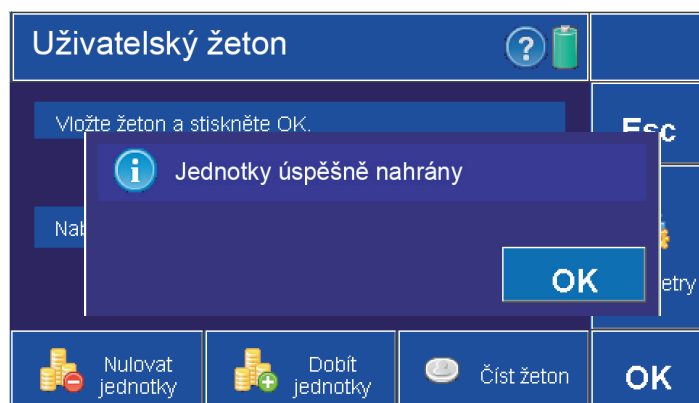 Uživatelský žeton
?
Vložte žeton a stiskněte OK.
Esc
i Jednotky úspěšně nahrány
OK
Nulovat
jednotky
Dobít
jednotky
Číst žeton
OK